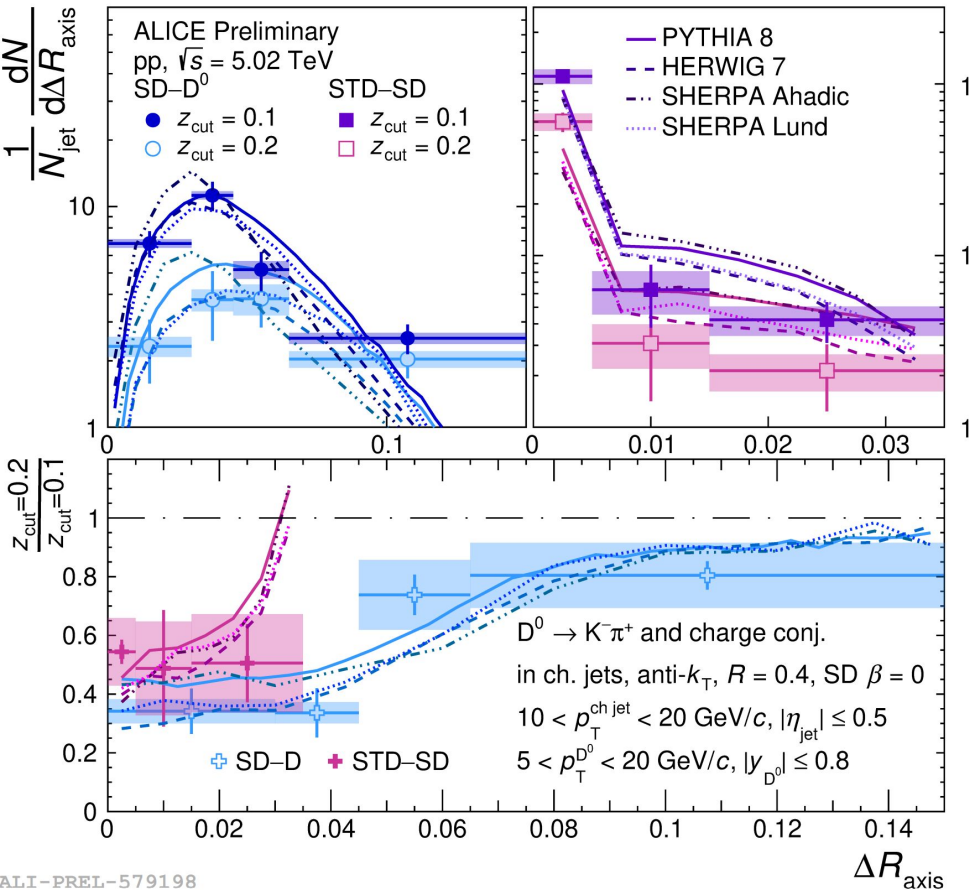 1/N_jet dN/dΔR_axis
ALICE Preliminary
pp, √s = 5.02 TeV
SD–D⁰ STD–SD
z_cut = 0.1 z_cut = 0.1
z_cut = 0.2 z_cut = 0.2
PYTHIA 8
HERWIG 7
SHERPA Ahadic
SHERPA Lund
10
1
1
1
1
0 0.1
0.01 0.02 0.03
z_cut=0.2/z_cut=0.1
1
0.8
0.6
0.4
0.2
0
D⁰ → K⁻π⁺ and charge conj.
in ch. jets, anti-k_T, R = 0.4, SD β = 0
10 < p_T^ch jet < 20 GeV/c, |η_jet| ≤ 0.5
5 < p_T^D⁰ < 20 GeV/c, |y_D⁰| ≤ 0.8
SD–D STD–SD
0 0.02 0.04 0.06 0.08 0.1 0.12 0.14
ΔR_axis
ALI-PREL-579198